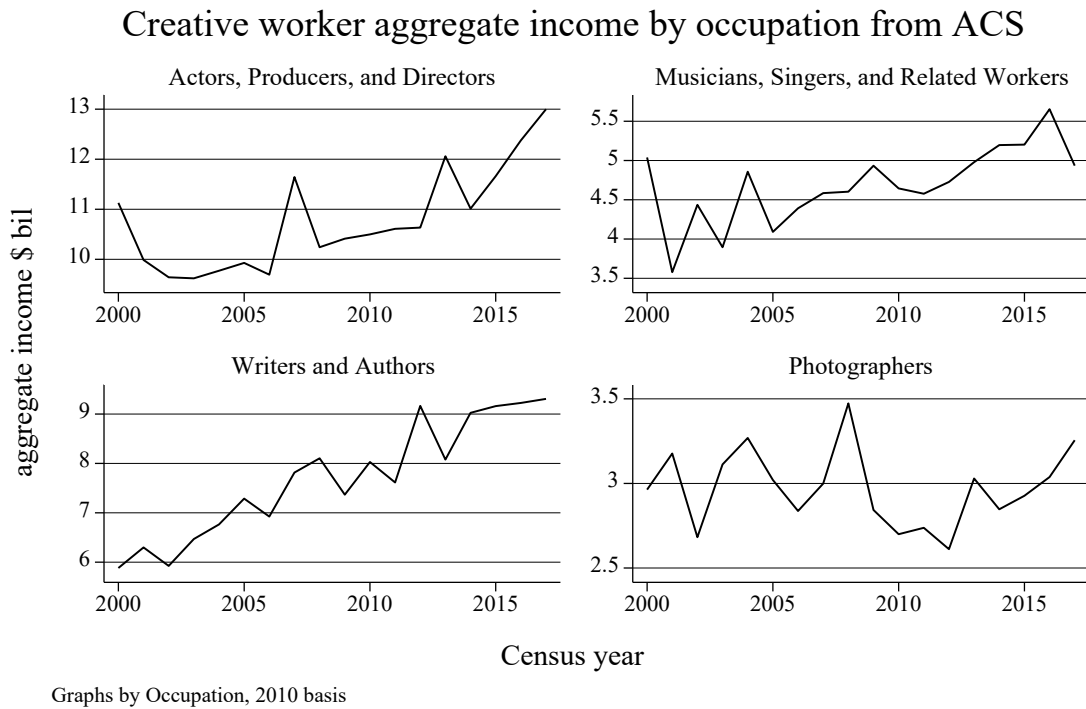 Creative worker aggregate income by occupation from ACS
aggregate income $ bil
Actors, Producers, and Directors
13
12
11
10
2000 2005 2010 2015
Musicians, Singers, and Related Workers
5.5
5
4.5
4
3.5
2000 2005 2010 2015
Writers and Authors
9
8
7
6
2000 2005 2010 2015
Photographers
3.5
3
2.5
2000 2005 2010 2015
Census year
Graphs by Occupation, 2010 basis